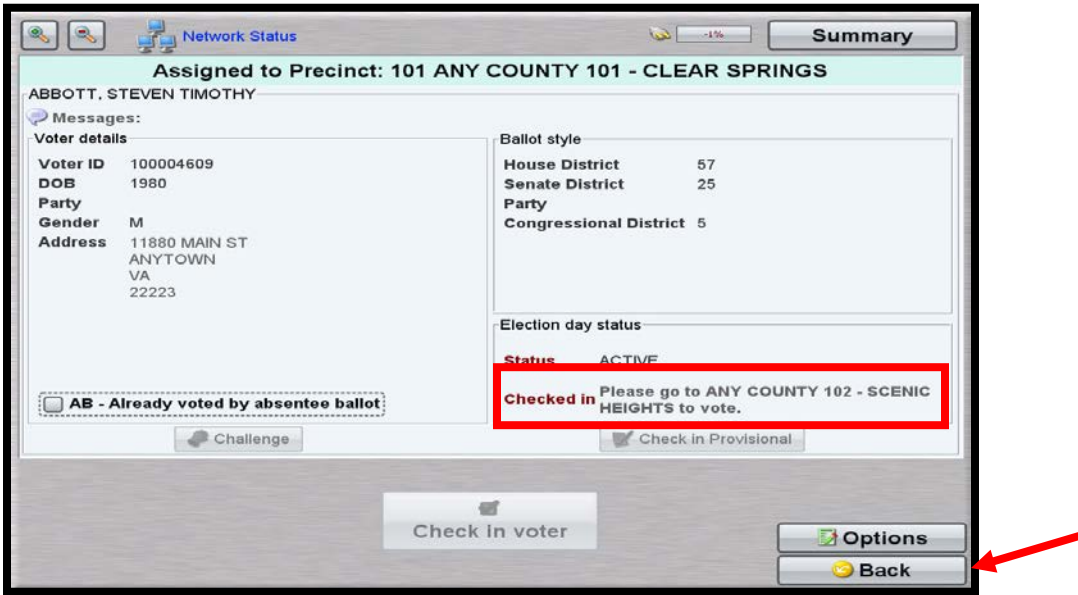 Network Status
-1%
Summary
Assigned to Precinct: 101 ANY COUNTY 101 - CLEAR SPRINGS
ABBOTT, STEVEN TIMOTHY
Messages:
Voter details
Voter ID 100004609
DOB 1980
Party
Gender M
Address 11880 MAIN ST
ANYTOWN
VA
22223
AB - Already voted by absentee ballot
Ballot style
House District 57
Senate District 25
Party
Congressional District 5
Election day status
Status ACTIVE
Checked in Please go to ANY COUNTY 102 - SCENIC
HEIGHTS to vote.
Challenge
Check in Provisional
Check in voter
Options
Back